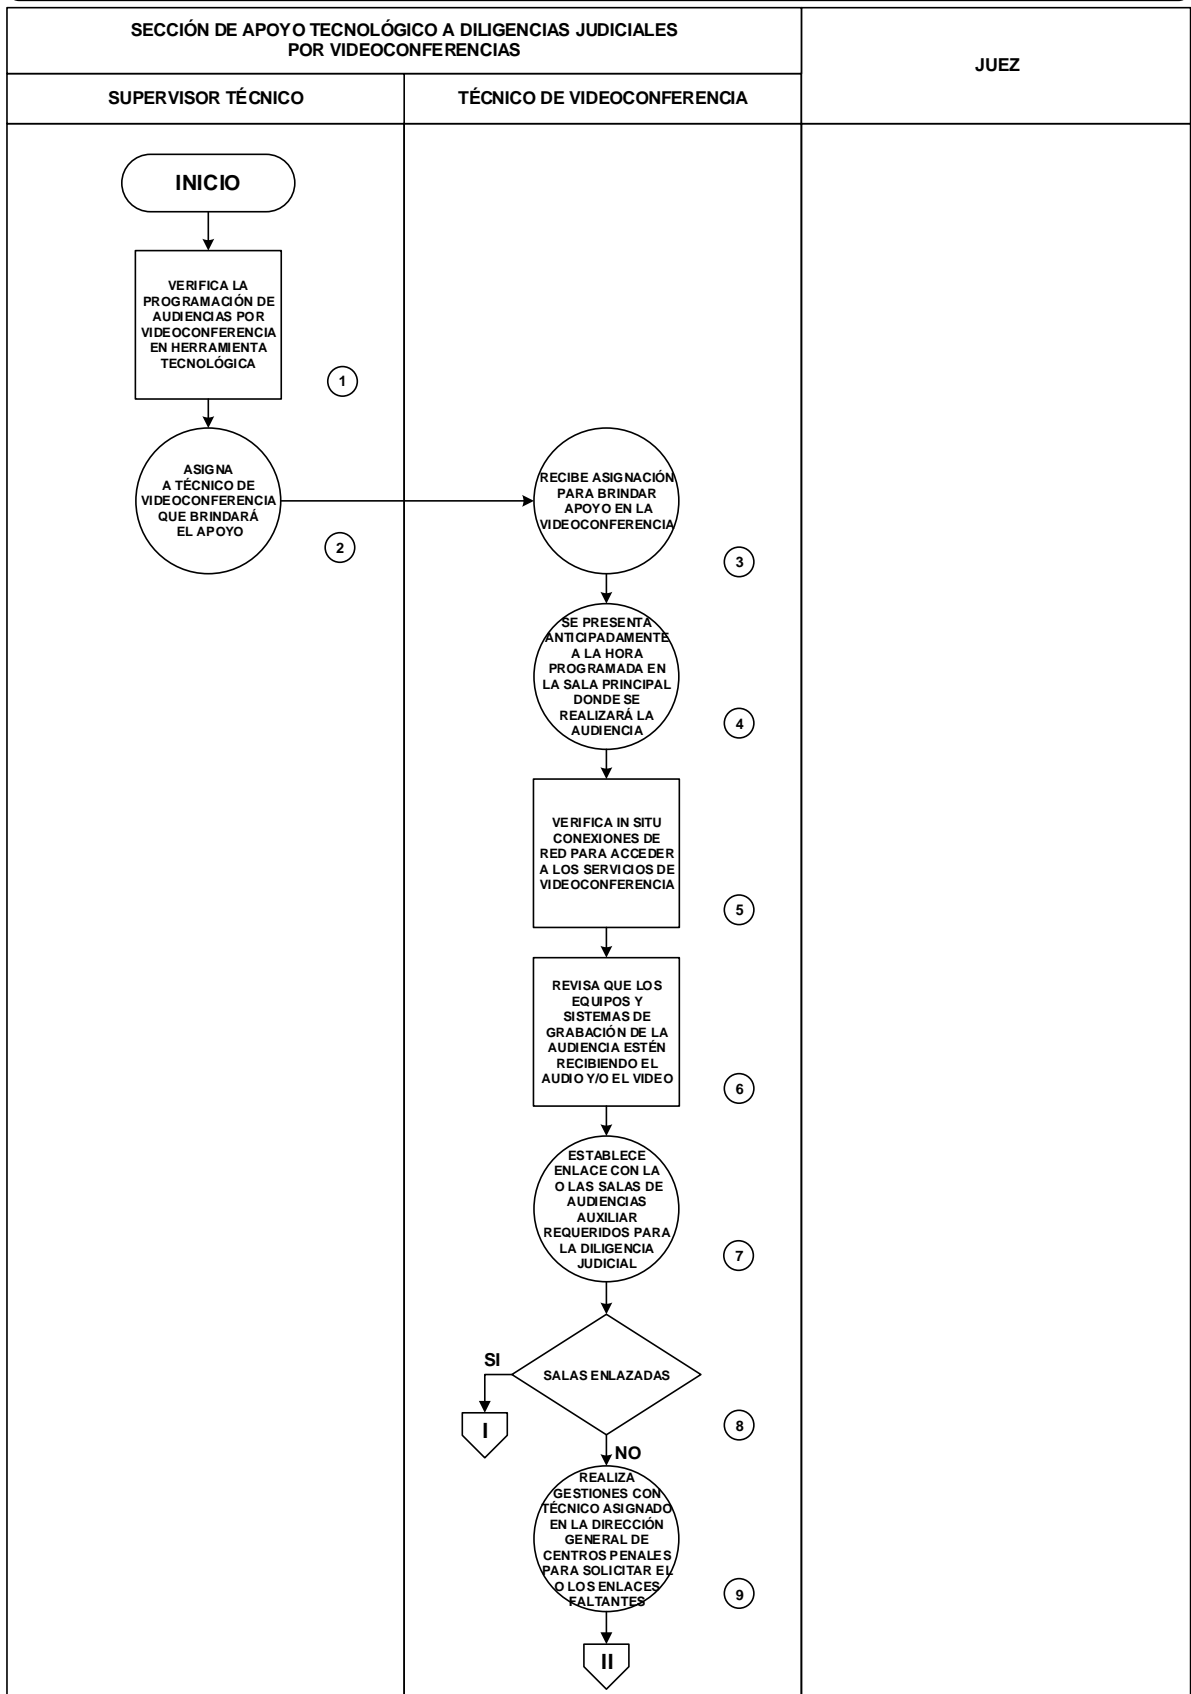 SECCIÓN DE APOYO TECNOLÓGICO A DILIGENCIAS JUDICIALES
POR VIDEOCONFERENCIAS
JUEZ
SUPERVISOR TÉCNICO
TÉCNICO DE VIDEOCONFERENCIA
INICIO
VERIFICA LA
PROGRAMACIÓN DE
AUDIENCIAS POR
VIDEOCONFERENCIA
EN HERRAMIENTA
TECNOLÓGICA
1
ASIGNA
A TÉCNICO DE
VIDEOCONFERENCIA
QUE BRINDARÁ
EL APOYO
2
RECIBE ASIGNACIÓN
PARA BRINDAR
APOYO EN LA
VIDEOCONFERENCIA
3
SE PRESENTA
ANTICIPADAMENTE
A LA HORA
PROGRAMADA EN
LA SALA PRINCIPAL
DONDE SE
REALIZARÁ LA
AUDIENCIA
4
VERIFICA IN SITU
CONEXIONES DE
RED PARA ACCEDER
A LOS SERVICIOS DE
VIDEOCONFERENCIA
5
REVISA QUE LOS
EQUIPOS Y
SISTEMAS DE
GRABACIÓN DE LA
AUDIENCIA ESTÉN
RECIBIENDO EL
AUDIO Y/O EL VIDEO
6
ESTABLECE
ENLACE CON LA
O LAS SALAS DE
AUDIENCIAS
AUXILIAR
REQUERIDOS PARA
LA DILIGENCIA
JUDICIAL
7
SI
SALAS ENLAZADAS
8
I
NO
REALIZA
GESTIONES CON
TÉCNICO ASIGNADO
EN LA DIRECCIÓN
GENERAL DE
CENTROS PENALES
PARA SOLICITAR EL
O LOS ENLACES
FALTANTES
9
II